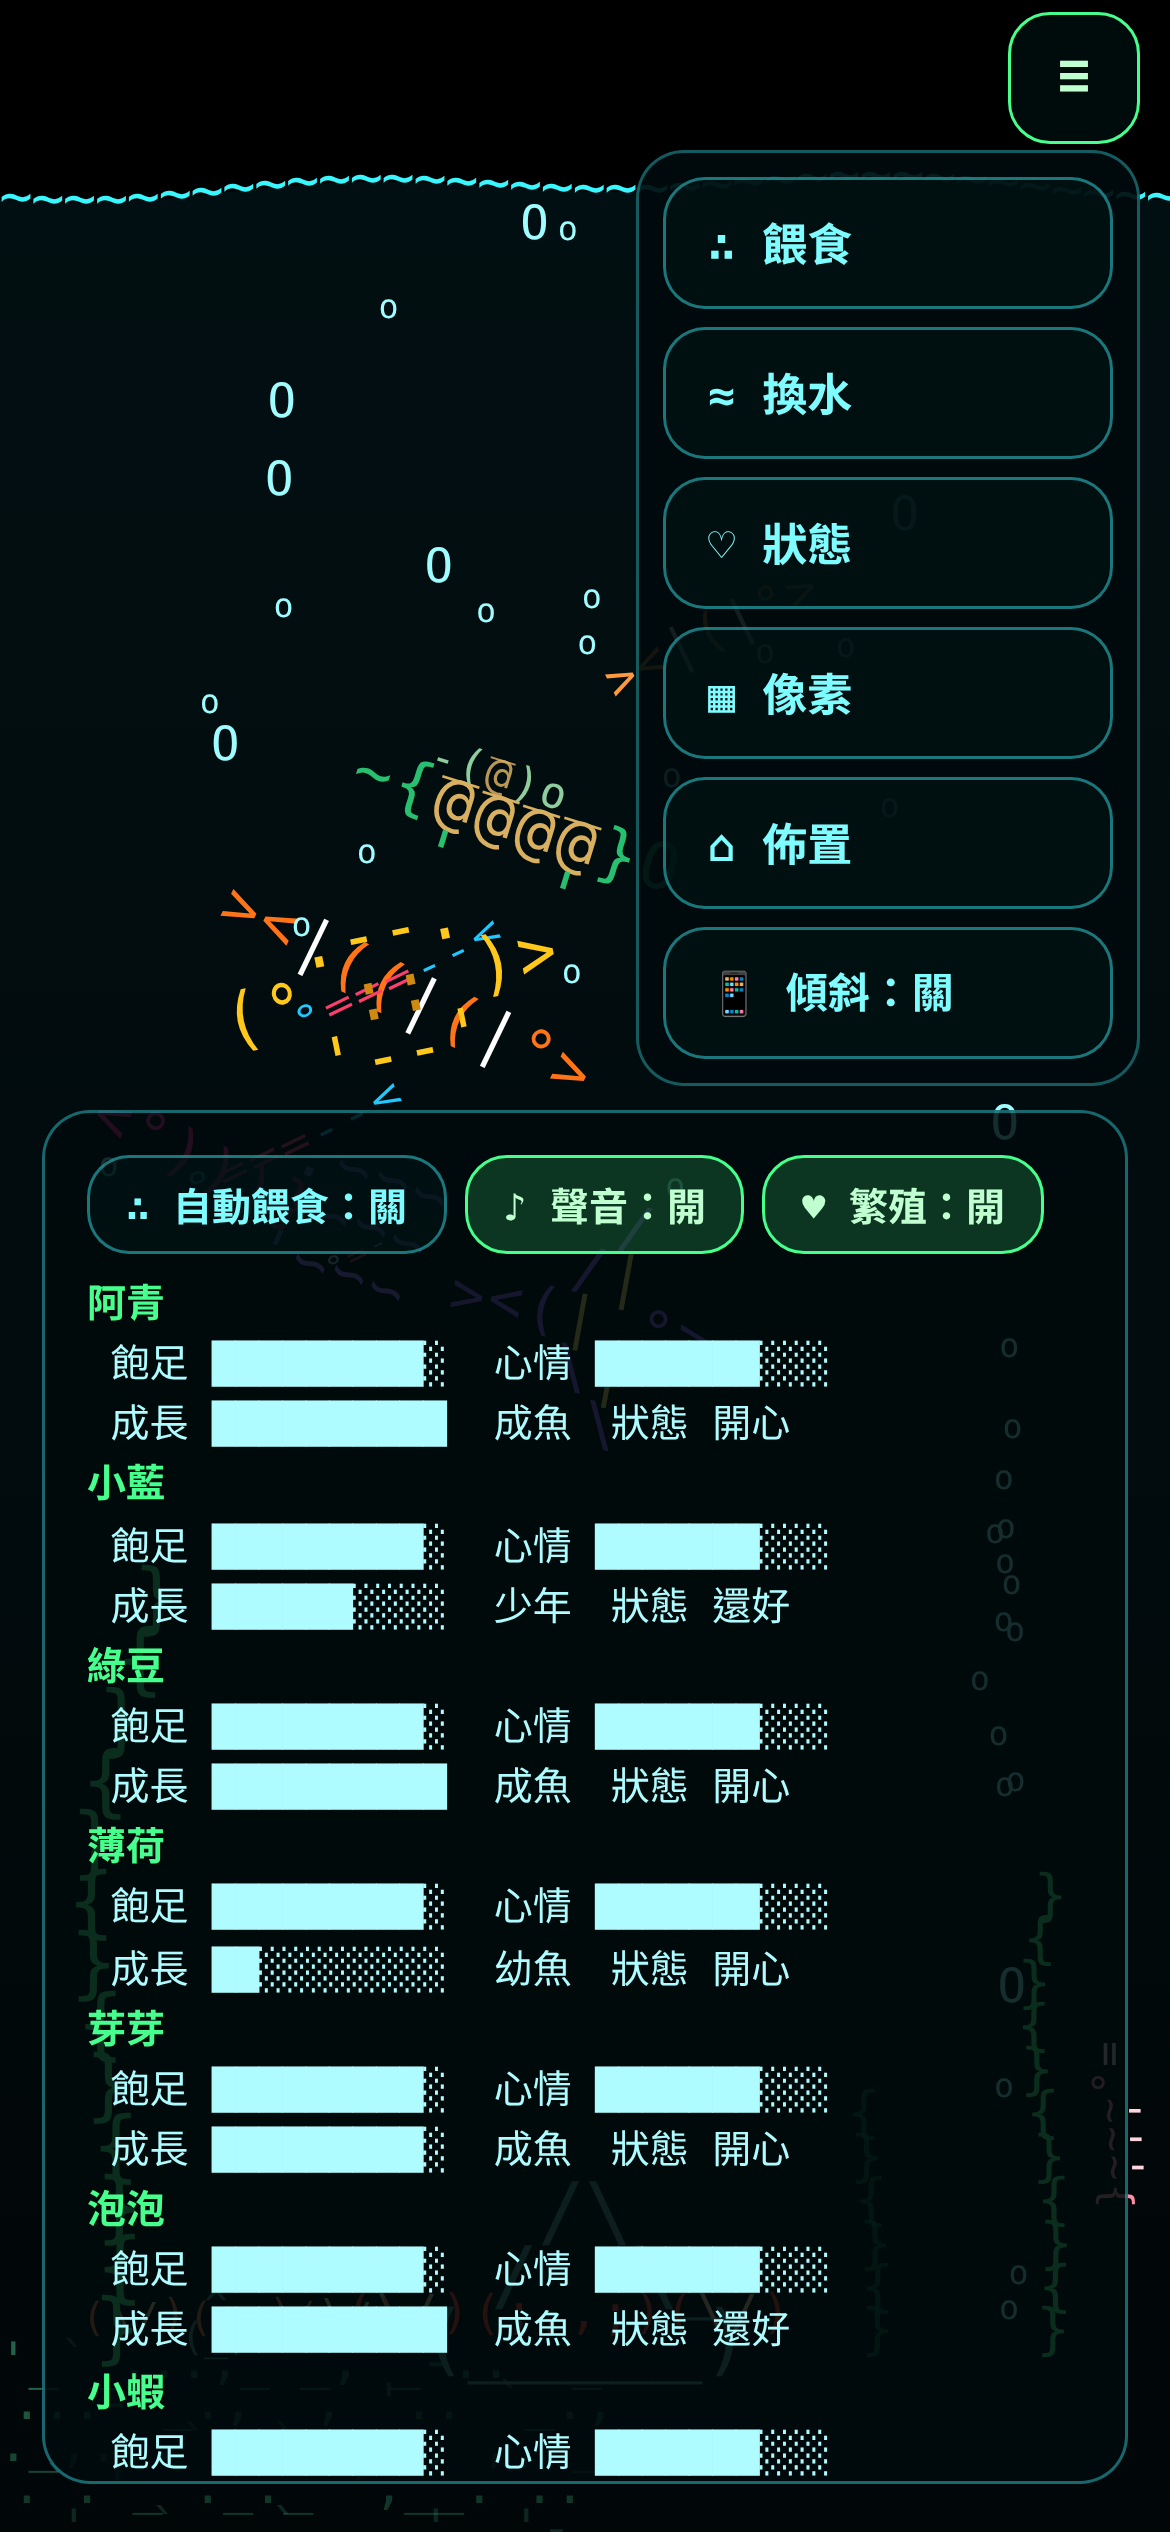 ☰
∴ 餵食
≈ 換水
♡ 狀態
▦ 像素
⌂ 佈置
📱 傾斜：關
∴ 自動餵食：關 ♪ 聲音：開 ♥ 繁殖：開
阿青
飽足 █████████░ 心情 ███████░░░
成長 ██████████ 成魚 狀態 開心
小藍
飽足 █████████░ 心情 ███████░░░
成長 ██████░░░░ 少年 狀態 還好
綠豆
飽足 █████████░ 心情 ███████░░░
成長 ██████████ 成魚 狀態 開心
薄荷
飽足 █████████░ 心情 ███████░░░
成長 ██░░░░░░░░ 幼魚 狀態 開心
芽芽
飽足 █████████░ 心情 ███████░░░
成長 █████████░ 成魚 狀態 開心
泡泡
飽足 █████████░ 心情 ███████░░░
成長 ██████████ 成魚 狀態 還好
小蝦
飽足 █████████░ 心情 ███████░░░